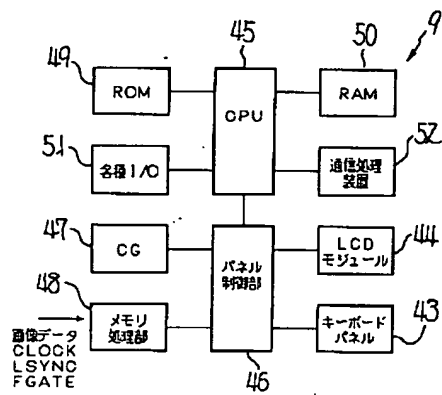 45
50
9
49
ROM
CPU
RAM
51
各種I/O
52
通信処理
装置
47
CG
パネル
制御部
LCD
モジュール
44
48
メモリ
処理部
キーボード
パネル
43
画像データ
CLOCK
LSYNC
FGATE
46